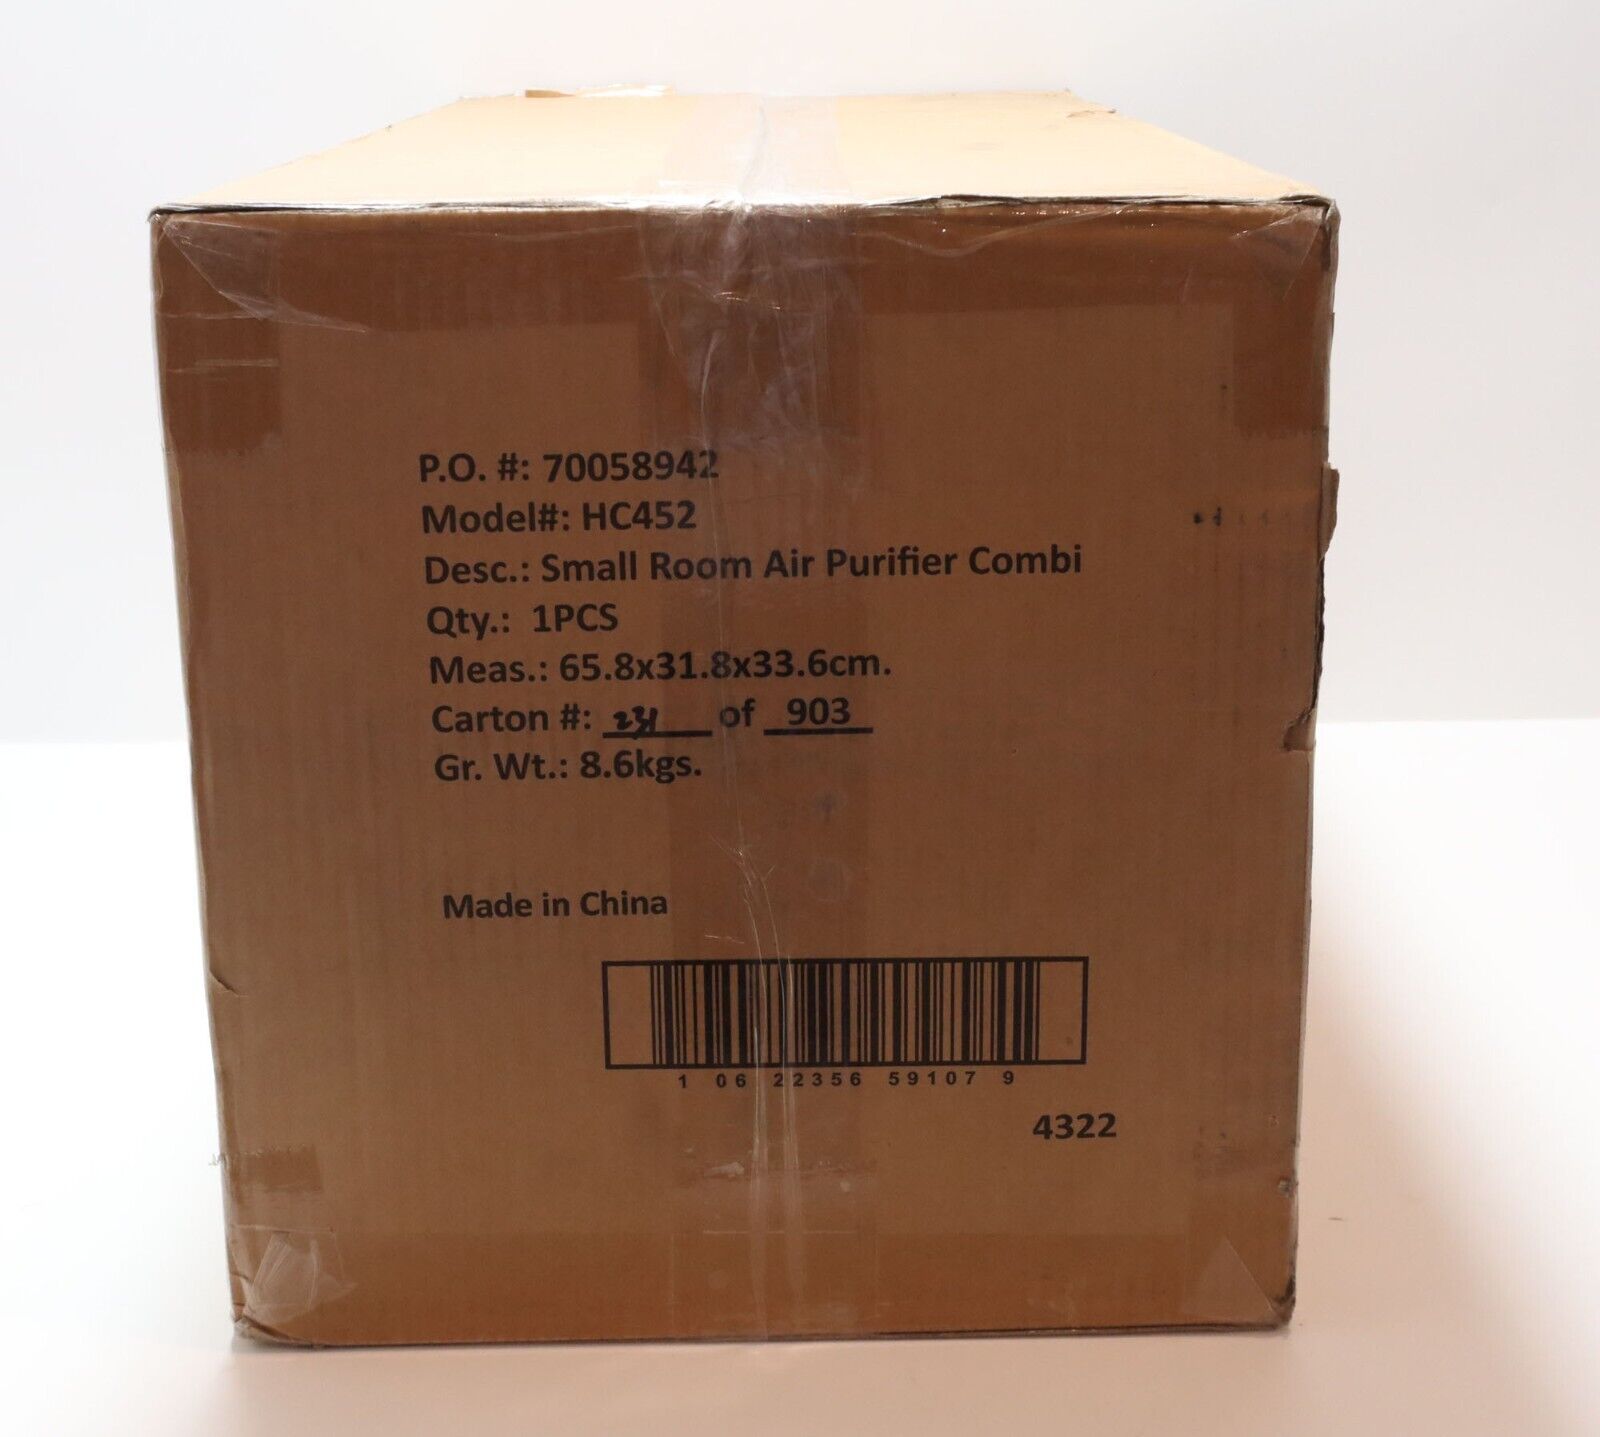 P.O. #: 70058942
Model#: HC452
Desc.: Small Room Air Purifier Combi
Qty.: 1PCS
Meas.: 65.8x31.8x33.6cm.
Carton #: 231 of 903
Gr. Wt.: 8.6kgs.
Made in China
1 06 22356 59107 9
4322